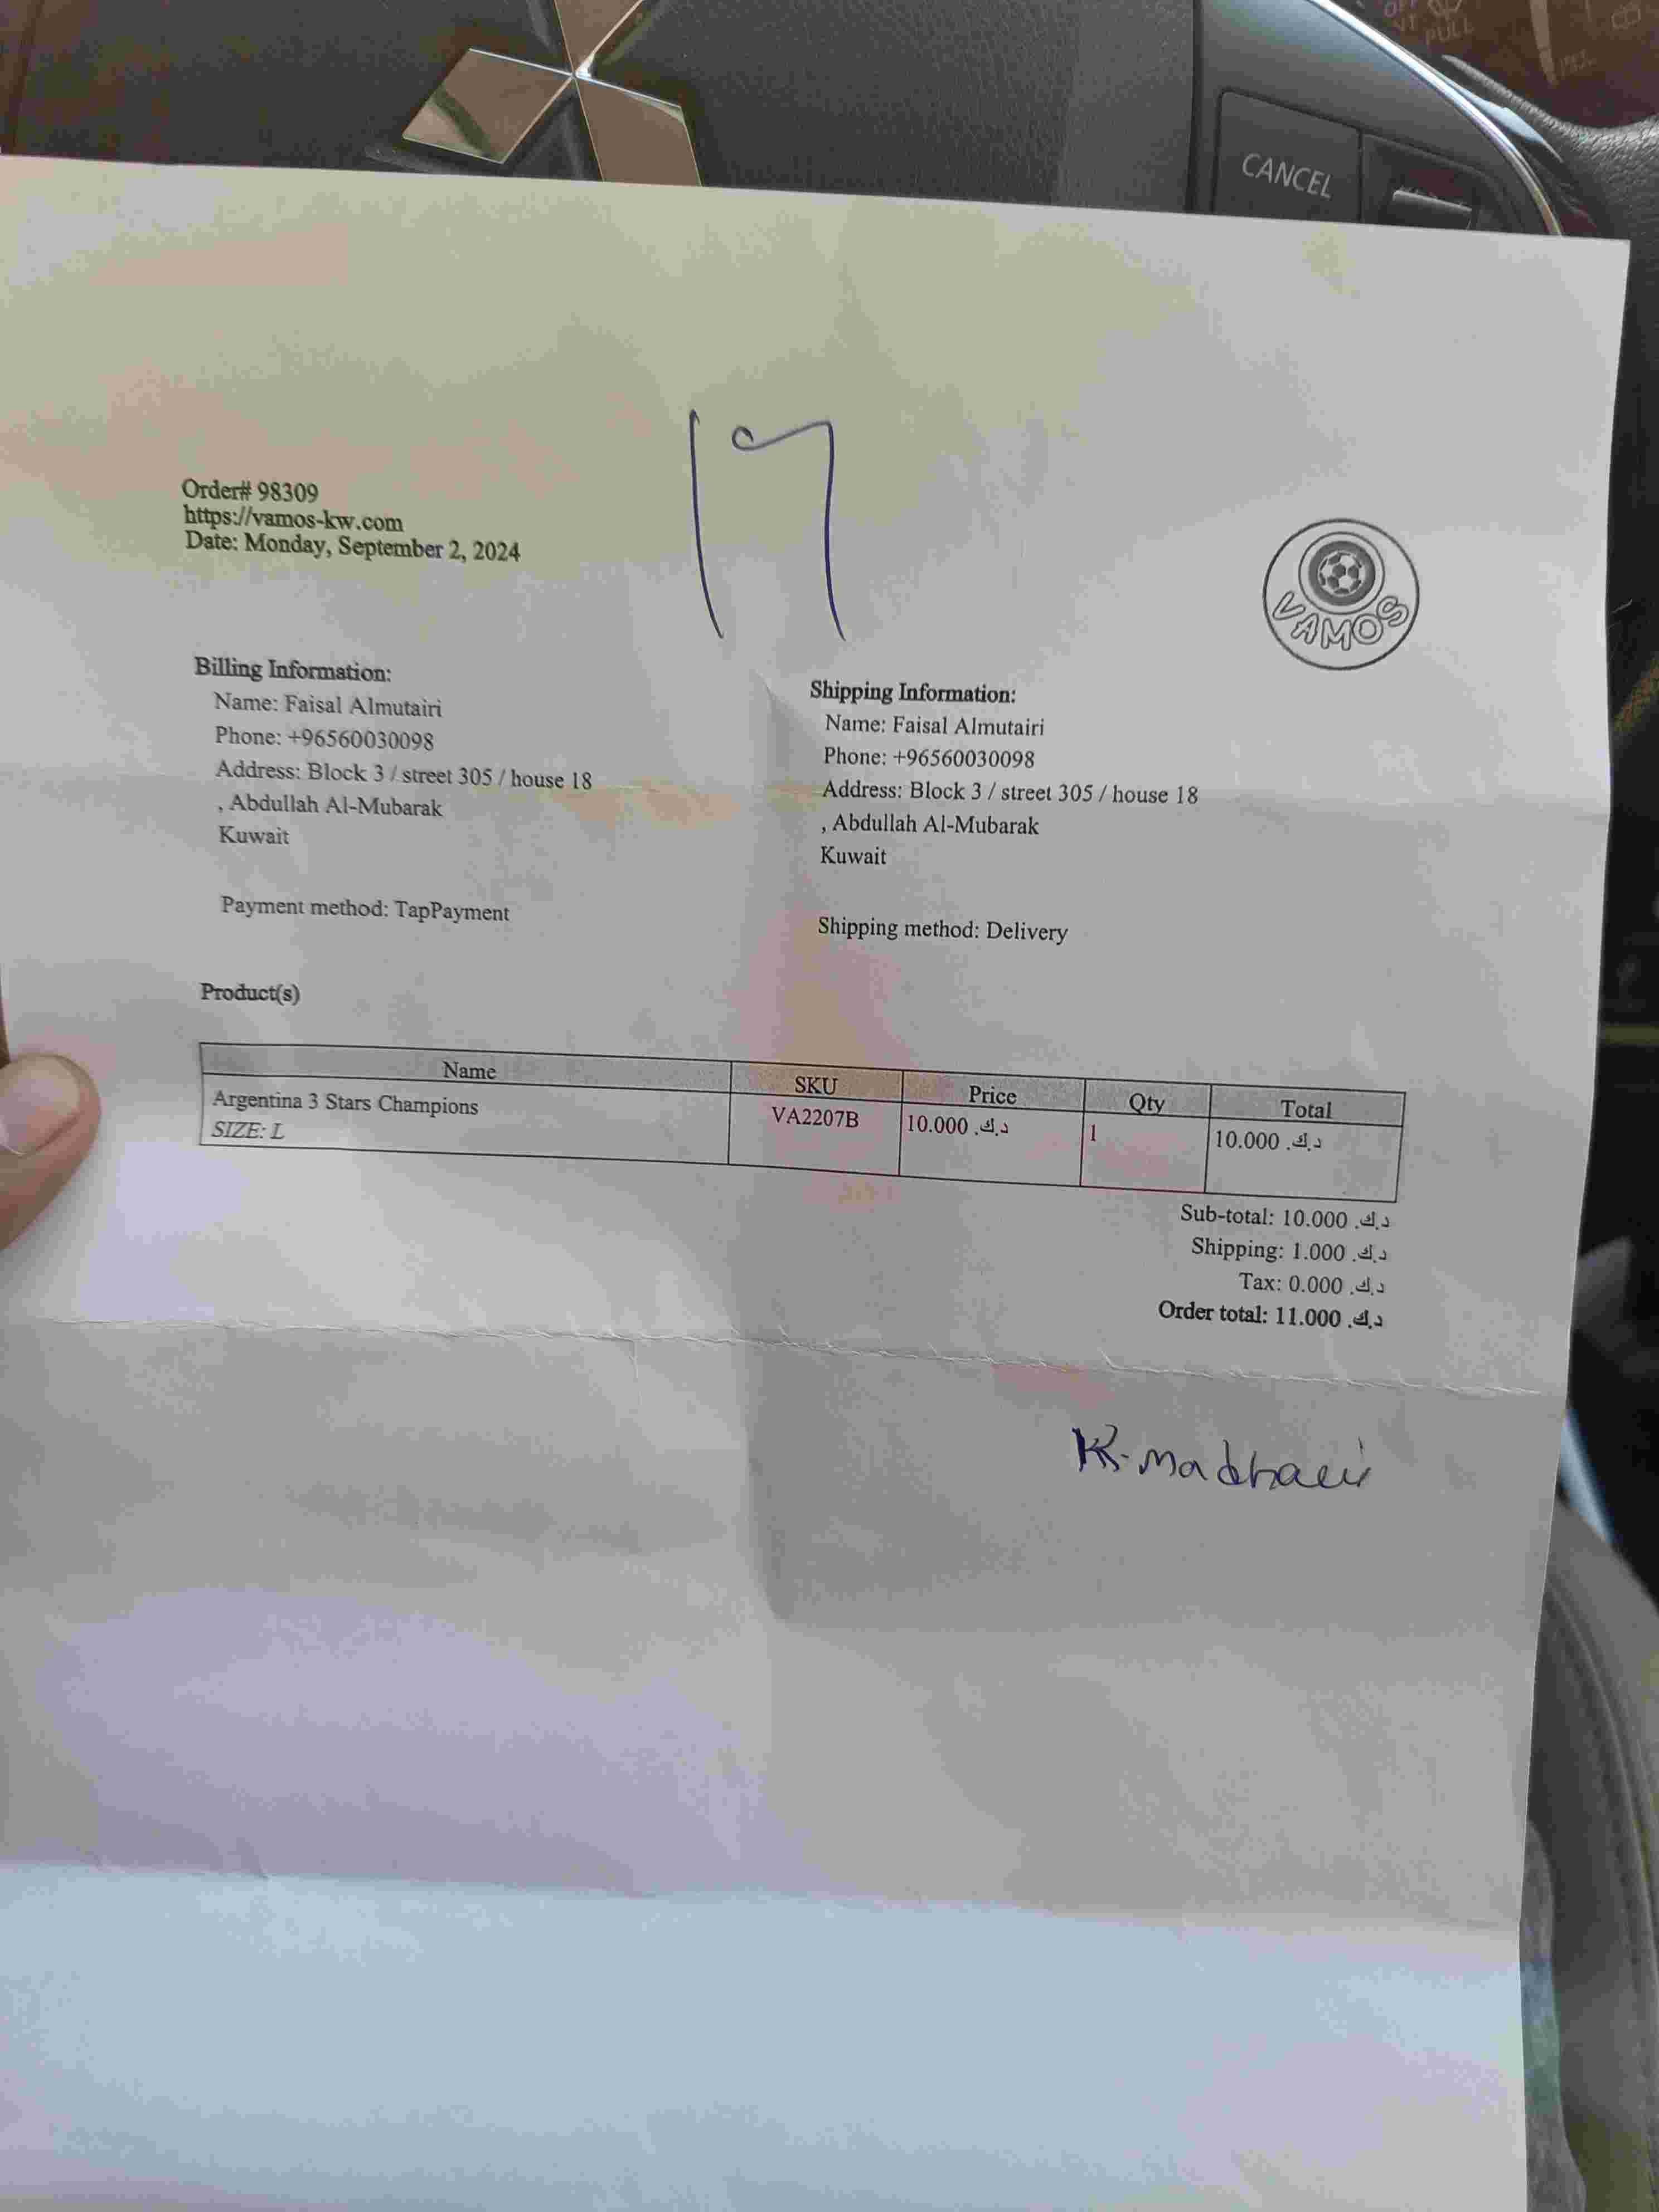 CANCEL
PULL
17
Order# 98309
https://vamos-kw.com
Date: Monday, September 2, 2024
VAMOS
Billing Information:
Name: Faisal Almutairi
Phone: +96560030098
Address: Block 3 / street 305 / house 18
, Abdullah Al-Mubarak
Kuwait
Payment method: TapPayment
Shipping Information:
Name: Faisal Almutairi
Phone: +96560030098
Address: Block 3 / street 305 / house 18
, Abdullah Al-Mubarak
Kuwait
Shipping method: Delivery
Product(s)
Name SKU Price Qty Total
Argentina 3 Stars Champions VA2207B 10.000 د.ك. 1 10.000 د.ك.
SIZE: L
Sub-total: 10.000 د.ك.
Shipping: 1.000 د.ك.
Tax: 0.000 د.ك.
Order total: 11.000 د.ك.